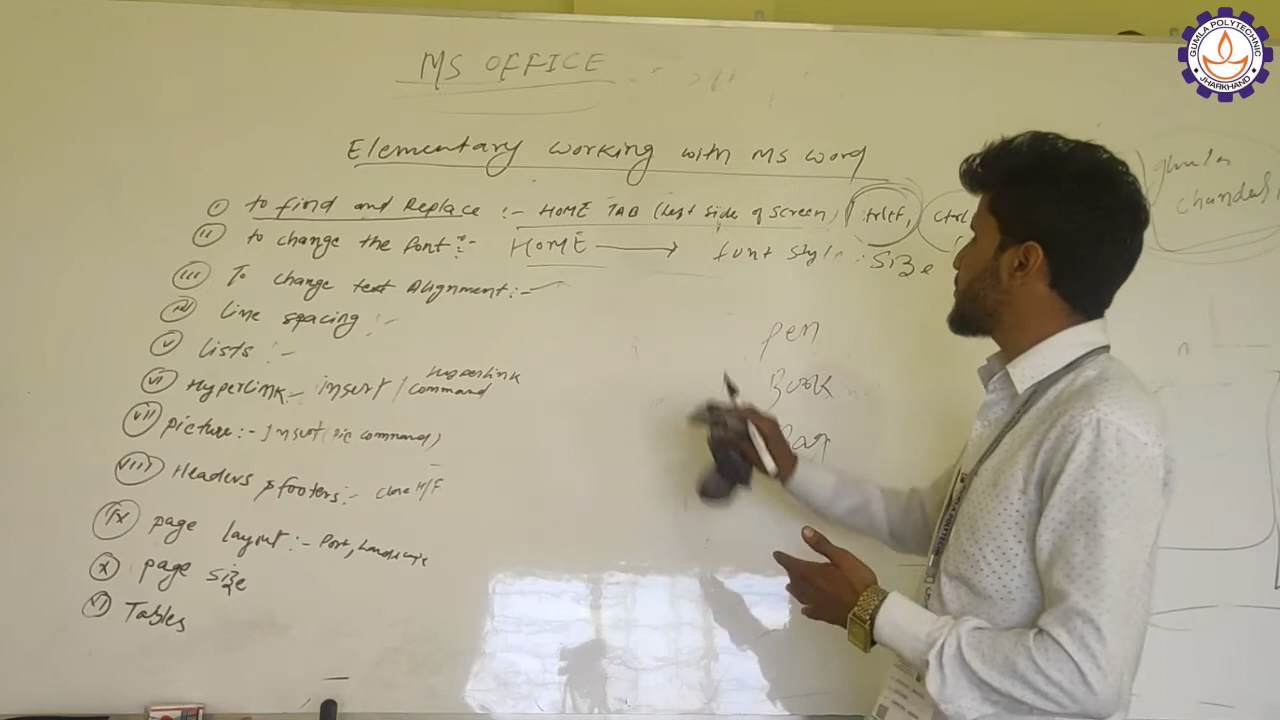 MS OFFICE
Elementary working with MS word
i to find and Replace :- HOME TAB (left side of screen) (ctrl+F, ctrl
ii to change the font :- HOME → font style : size
iii To change text Alignment :-
iv line spacing :-
v Lists :-
vi HyperLink :- insert / Hyperlink command
vii picture :- Insert (pic command)
viii Headers & footers :- close H/F
ix page layout :- Port, Landscape
x page size
vi Tables
pen
Book
gumla
GUMLA POLYTECHNIC
JHARKHAND